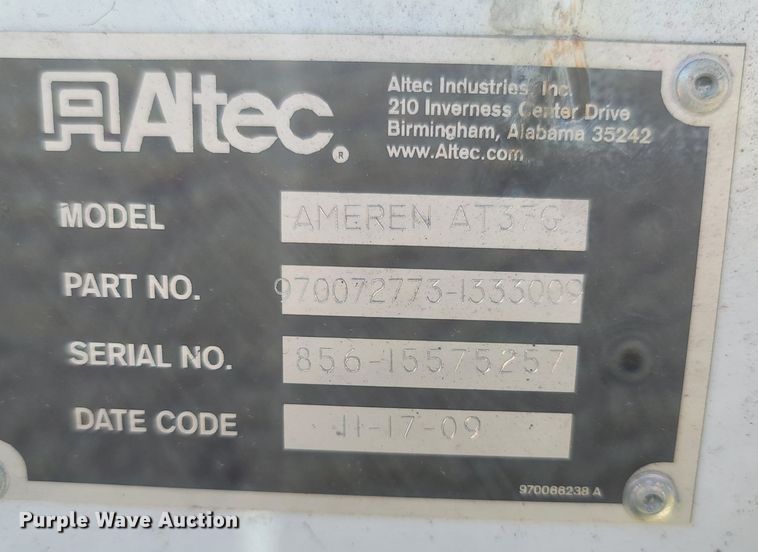 Altec®
Altec Industries, Inc.
210 Inverness Center Drive
Birmingham, Alabama 35242
www.Altec.com
MODEL AMEREN AT37G
PART NO. 970072773-1333009
SERIAL NO. 856-15575257
DATE CODE 11-17-09
970066238 A
Purple Wave Auction